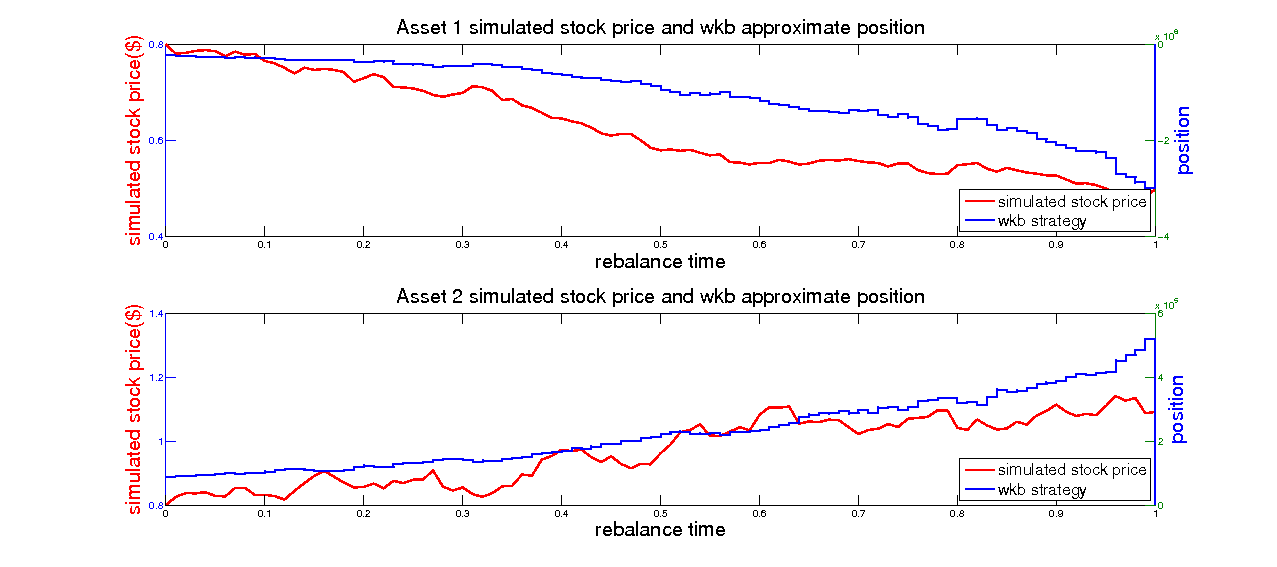 Asset 1 simulated stock price and wkb approximate position
simulated stock price($)
0.8
0.6
0.4
x 10^6
0
−2
−4
position
simulated stock price
wkb strategy
0 0.1 0.2 0.3 0.4 0.5 0.6 0.7 0.8 0.9 1
rebalance time
Asset 2 simulated stock price and wkb approximate position
simulated stock price($)
1.4
1.2
1
0.8
x 10^5
6
4
2
0
position
simulated stock price
wkb strategy
0 0.1 0.2 0.3 0.4 0.5 0.6 0.7 0.8 0.9 1
rebalance time